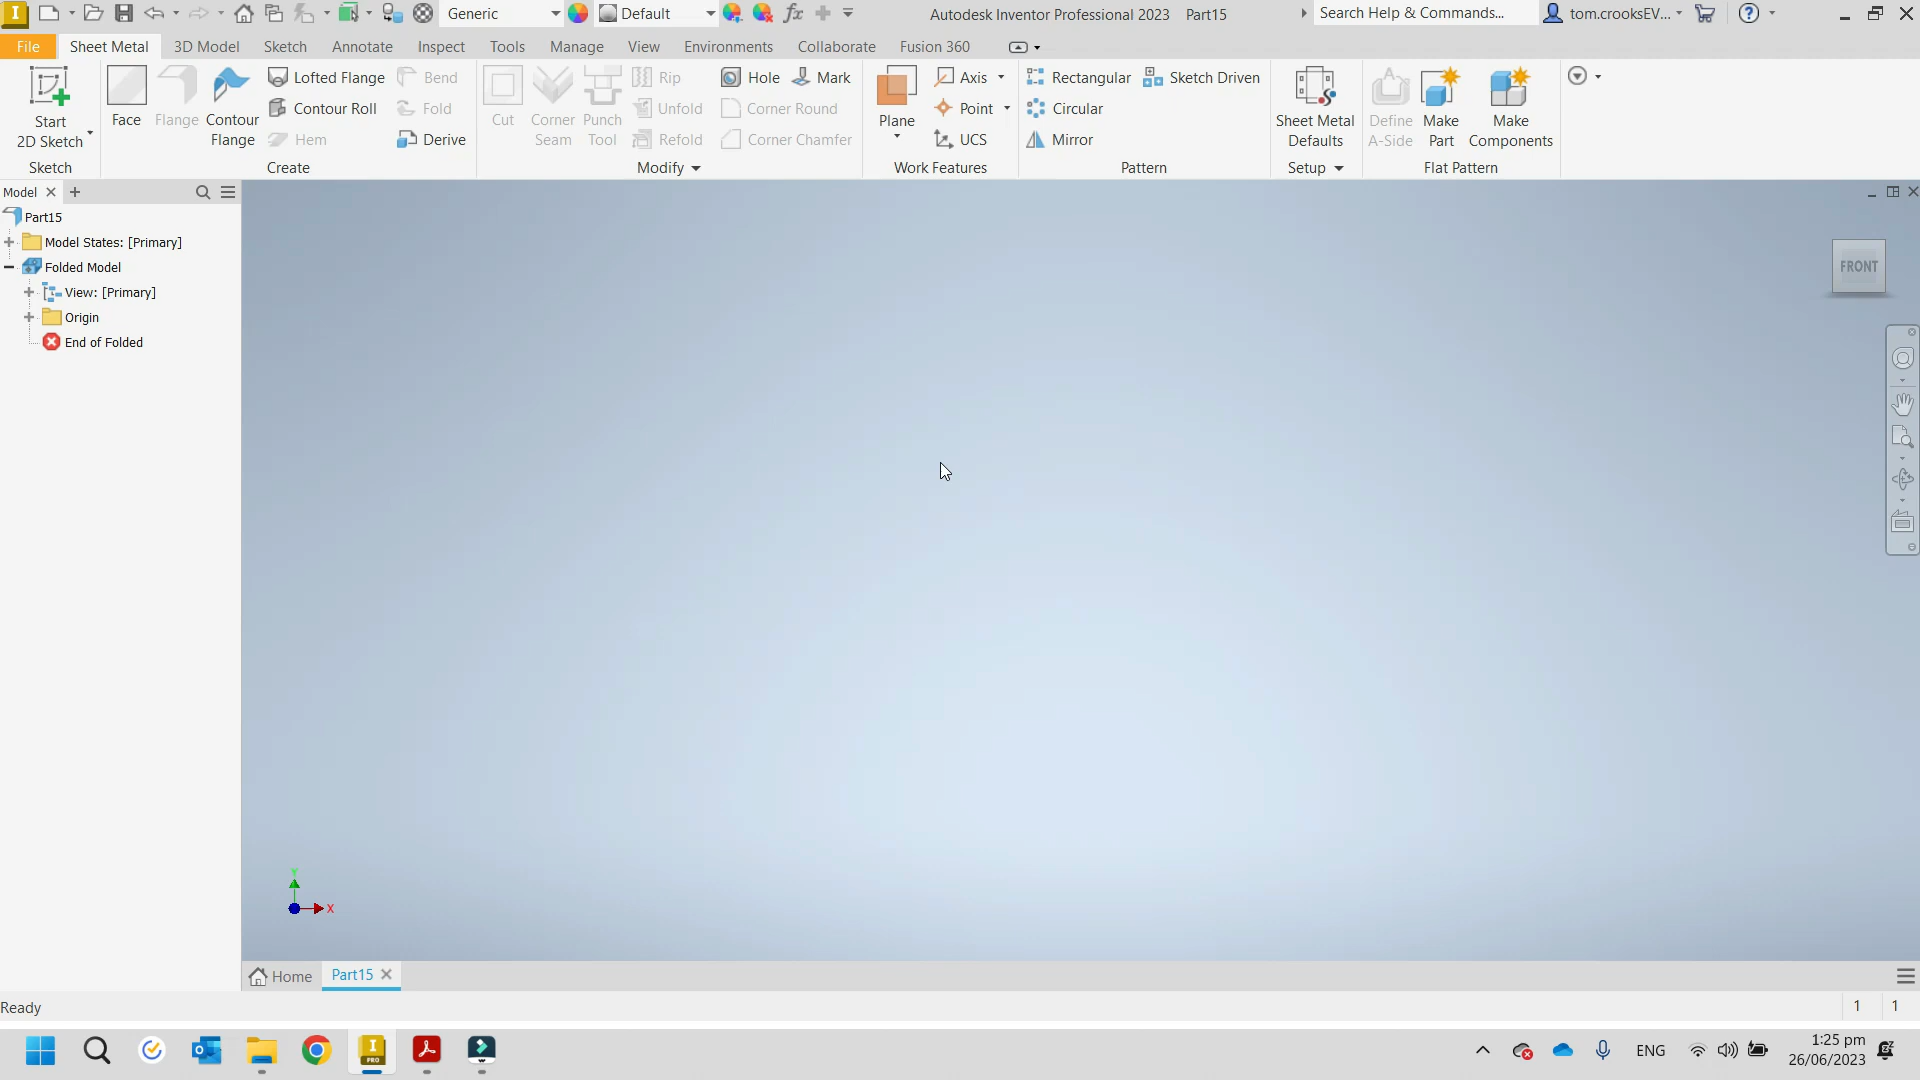 Generic
Default
Autodesk Inventor Professional 2023 Part15
Search Help & Commands...
tom.crooksEV...
File Sheet Metal 3D Model Sketch Annotate Inspect Tools Manage View Environments Collaborate Fusion 360
Start
2D Sketch
Sketch
Face
Flange
Contour
Flange
Lofted Flange
Contour Roll
Hem
Bend
Fold
Derive
Create
Cut
Corner
Seam
Punch
Tool
Rip
Unfold
Refold
Hole
Mark
Corner Round
Corner Chamfer
Modify
Plane
Axis
Point
UCS
Work Features
Rectangular
Sketch Driven
Circular
Mirror
Pattern
Sheet Metal
Defaults
Setup
Define
A-Side
Make
Part
Make
Components
Flat Pattern
Model
Part15
Model States: [Primary]
Folded Model
View: [Primary]
Origin
End of Folded
FRONT
Y
X
Home Part15
Ready
1 1
PRO
ENG
1:25 pm
26/06/2023